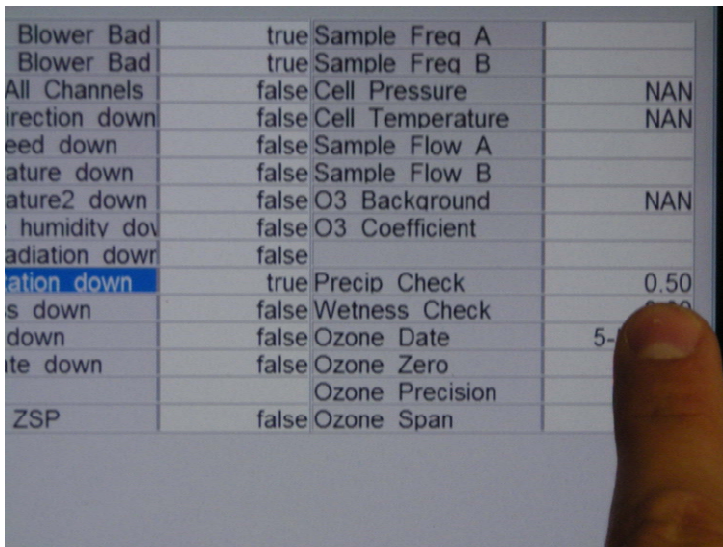 Blower Bad true Sample Freq A
Blower Bad true Sample Freq B
All Channels false Cell Pressure NAN
irection down false Cell Temperature NAN
eed down false Sample Flow A
ature down false Sample Flow B
ature2 down false O3 Background NAN
humidity dov false O3 Coefficient
adiation dowr false
ation down true Precip Check 0.50
s down false Wetness Check
down false Ozone Date 5-
te down false Ozone Zero
Ozone Precision
ZSP false Ozone Span